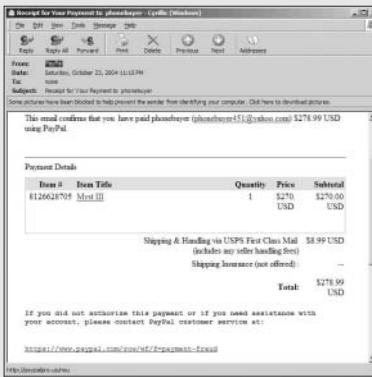 Receipt for Your Payment to phonebuyer - Cyrillic (Windows)
File Edit View Tools Message Help
Reply Reply All Forward Print Delete Previous Next Addresses
From:
Date: Saturday, October 23, 2004 11:15 PM
To:
Subject: Receipt for Your Payment to phonebuyer
Some pictures have been blocked to help prevent the sender from identifying your computer. Click here to download pictures.
This email confirms that you have paid phonebuyer (phonebuyer451@yahoo.com) $278.99 USD
using PayPal.
Payment Details
Item # Item Title Quantity Price Subtotal
8126628705 Myst III 1 $270. $270.00
USD USD
Shipping & Handling via USPS First Class Mail $8.99 USD
(includes any seller handling fees)
Shipping Insurance (not offered): --
Total: $278.99
USD
If you did not authorize this payment or if you need assistance with
your account, please contact PayPal customer service at:
https://www.paypal.com/row/wf/f=payment-fraud